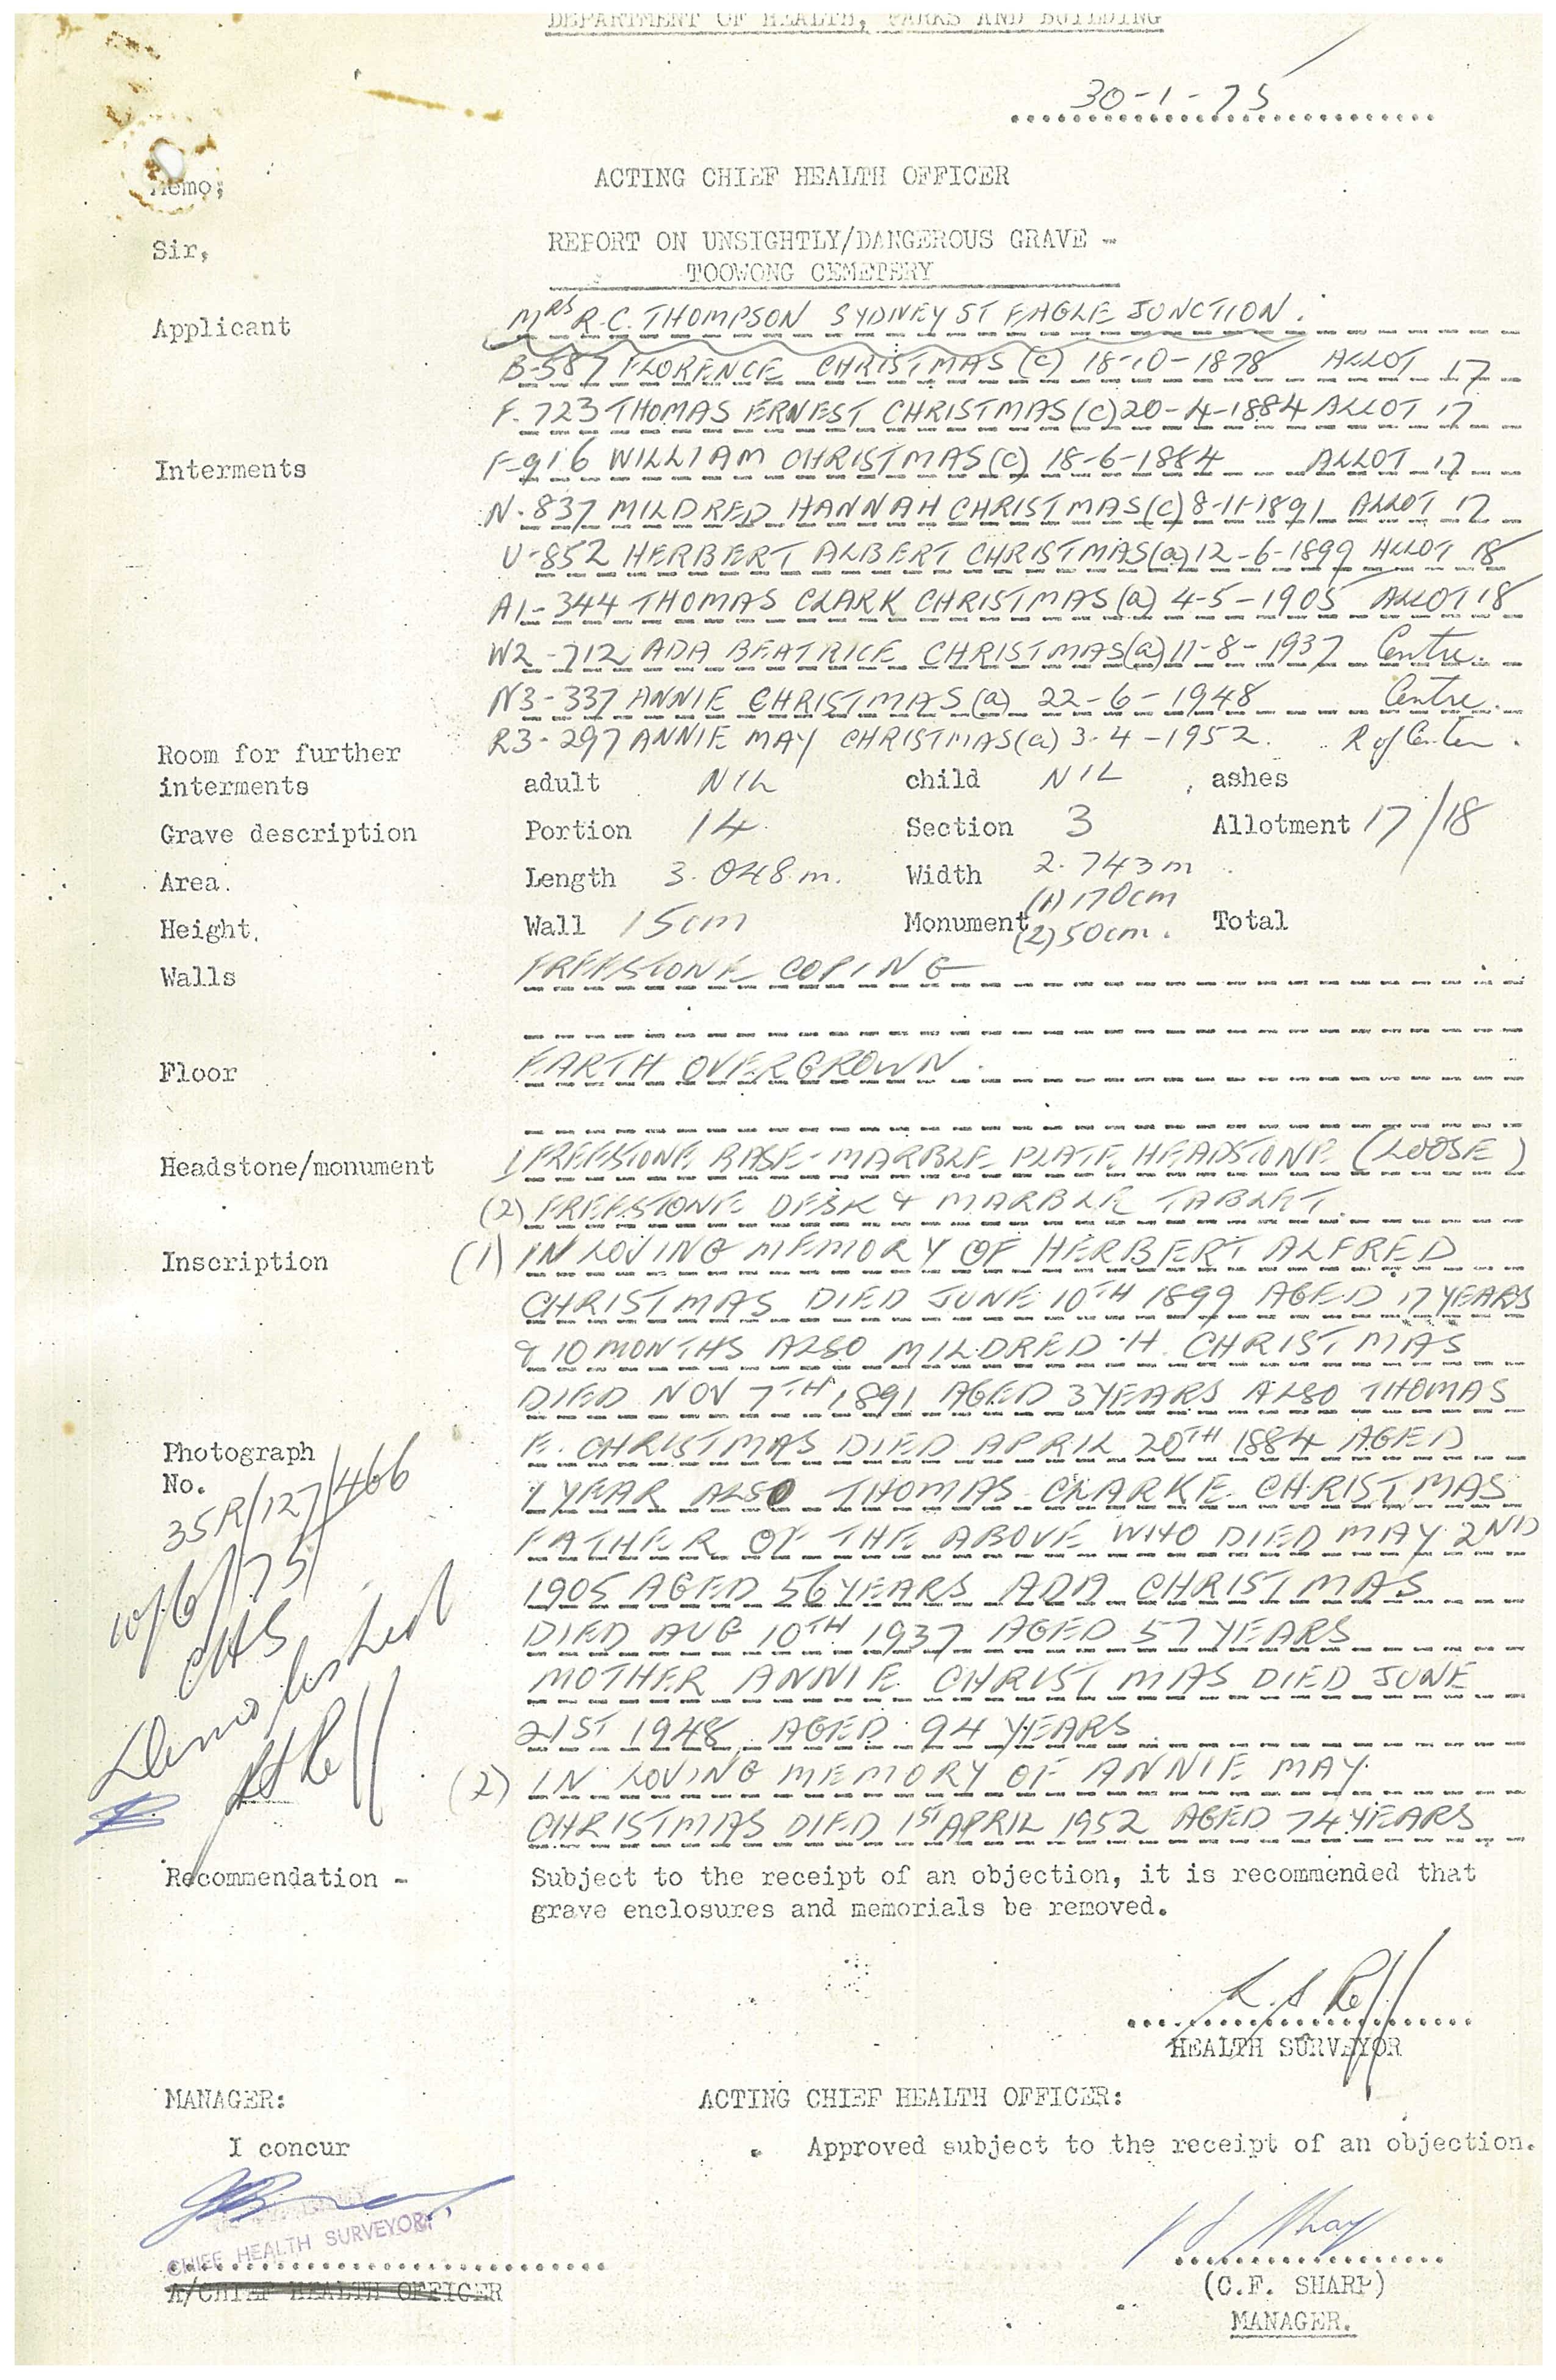 DEPARTMENT OF HEALTH, PARKS AND BUILDING
30-1-75
ACTING CHIEF HEALTH OFFICER
Memo;
Sir,
REPORT ON UNSIGHTLY/DANGEROUS GRAVE -
TOOWONG CEMETERY
Applicant MRS R.C. THOMPSON SYDNEY ST EAGLE JUNCTION.
B-587 FLORENCE CHRISTMAS (c) 18-10-1878 ALLOT 17
F.723 THOMAS ERNEST CHRISTMAS (c) 20-4-1884 ALLOT 17
Interments F-916 WILLIAM CHRISTMAS (c) 18-6-1884 ALLOT 17
N-837 MILDRED HANNAH CHRISTMAS (c) 8-11-1891 ALLOT 17
U-852 HERBERT ALBERT CHRISTMAS (a) 12-6-1899 ALLOT 18
A1-344 THOMAS CLARK CHRISTMAS (a) 4-5-1905 ALLOT 18
W2-712 ADA BEATRICE CHRISTMAS (a) 11-8-1937 Centre.
N3-337 ANNIE CHRISTMAS (a) 22-6-1948 Centre.
R3-297 ANNIE MAY CHRISTMAS (a) 3-4-1952. R of Center.
Room for further
interments adult NIL child NIL , ashes
Grave description Portion 14. Section 3 Allotment 17/18
Area. Length 3.048.m. Width 2.743m
Height. Wall 15cm Monument (1) 170cm (2) 50cm. Total
Walls FREESTONE COPING
Floor EARTH OVERGROWN.
Headstone/monument 1 FREESTONE BASE-MARBLE PLATE HEADSTONE (LOOSE)
(2) FREESTONE DESK & MARBLE TABLET.
Inscription (1) IN LOVING MEMORY OF HERBERT ALFRED
CHRISTMAS DIED JUNE 10TH 1899 AGED 17 YEARS
& 10 MONTHS ALSO MILDRED H. CHRISTMAS
DIED NOV 7TH 1891 AGED 3 YEARS ALSO THOMAS
E. CHRISTMAS DIED APRIL 20TH 1884 AGED
1 YEAR ALSO THOMAS CLARKE CHRISTMAS
FATHER OF THE ABOVE WHO DIED MAY 2ND
1905 AGED 56 YEARS ADA CHRISTMAS
DIED AUG 10TH 1937 AGED 57 YEARS
MOTHER ANNIE CHRISTMAS DIED JUNE
21ST 1948, AGED 94 YEARS.
(2) IN LOVING MEMORY OF ANNIE MAY
CHRISTMAS DIED 1ST APRIL 1952 AGED 74 YEARS
Photograph
No.
35R/127/466
10/6/75
CHS
Demolished
Recommendation - Subject to the receipt of an objection, it is recommended that
grave enclosures and memorials be removed.
HEALTH SURVEYOR
MANAGER: ACTING CHIEF HEALTH OFFICER:
I concur Approved subject to the receipt of an objection.
CHIEF HEALTH SURVEYOR
A/CHIEF HEALTH OFFICER
(C.F. SHARP)
MANAGER.